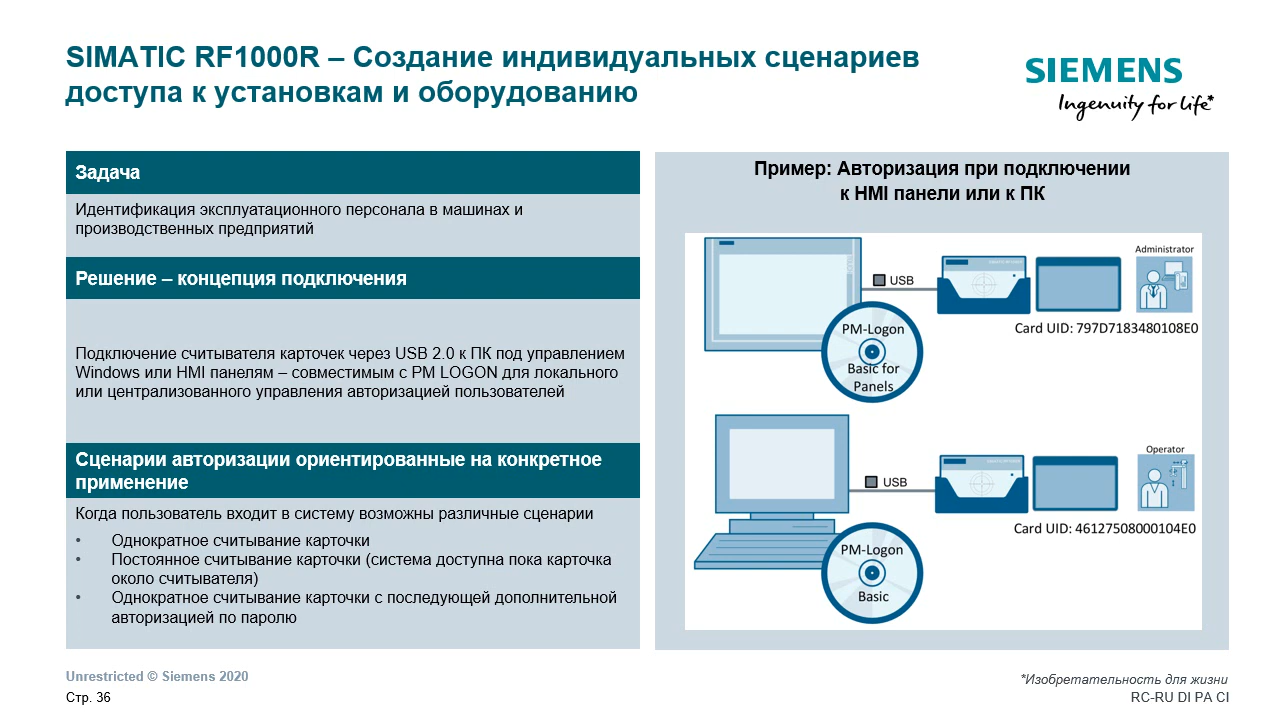 SIMATIC RF1000R – Создание индивидуальных сценариев
доступа к установкам и оборудованию
SIEMENS
Ingenuity for life*
Задача
Идентификация эксплуатационного персонала в машинах и
производственных предприятий
Решение – концепция подключения
Подключение считывателя карточек через USB 2.0 к ПК под управлением
Windows или HMI панелям – совместимым с PM LOGON для локального
или централизованного управления авторизацией пользователей
Сценарии авторизации ориентированные на конкретное
применение
Когда пользователь входит в систему возможны различные сценарии
• Однократное считывание карточки
• Постоянное считывание карточки (система доступна пока карточка
около считывателя)
• Однократное считывание карточки с последующей дополнительной
авторизацией по паролю
Пример: Авторизация при подключении
к HMI панели или к ПК
Administrator
USB
Card UID: 797D7183480108E0
PM-Logon
Basic for
Panels
Operator
USB
Card UID: 46127508000104E0
PM-Logon
Basic
Unrestricted © Siemens 2020
Стр. 36
*Изобретательность для жизни
RC-RU DI PA CI